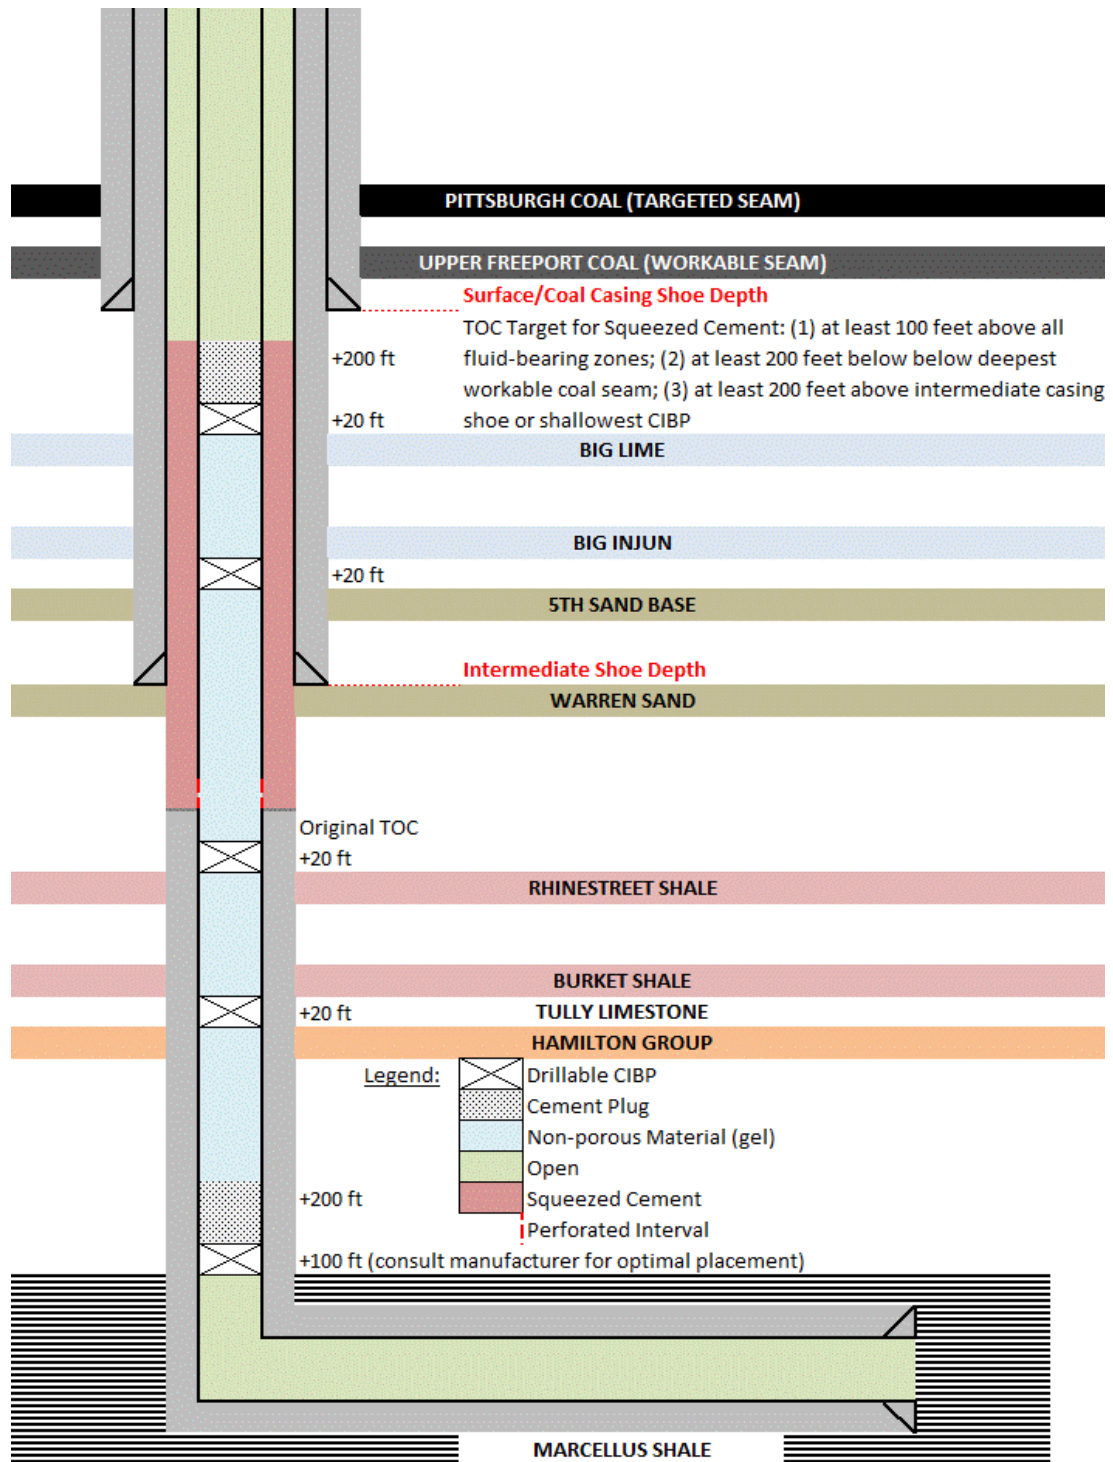 PITTSBURGH COAL (TARGETED SEAM)
UPPER FREEPORT COAL (WORKABLE SEAM)
Surface/Coal Casing Shoe Depth
TOC Target for Squeezed Cement: (1) at least 100 feet above all
+200 ft fluid-bearing zones; (2) at least 200 feet below below deepest
workable coal seam; (3) at least 200 feet above intermediate casing
+20 ft shoe or shallowest CIBP
BIG LIME
BIG INJUN
+20 ft
5TH SAND BASE
Intermediate Shoe Depth
WARREN SAND
Original TOC
+20 ft
RHINESTREET SHALE
BURKET SHALE
+20 ft TULLY LIMESTONE
HAMILTON GROUP
Legend: Drillable CIBP
Cement Plug
Non-porous Material (gel)
Open
+200 ft Squeezed Cement
Perforated Interval
+100 ft (consult manufacturer for optimal placement)
MARCELLUS SHALE